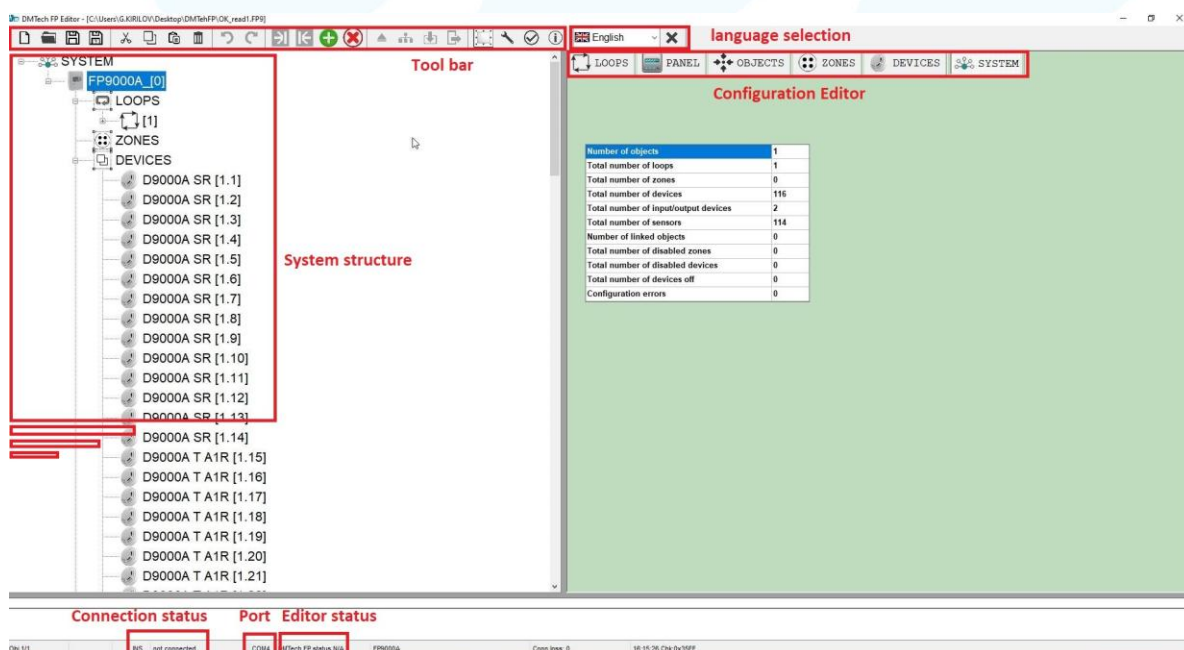 DMTech FP Editor - [C:\Users\G.KIRILOV\Desktop\DMTehFP\OK_read1.FP9]
English
language selection
Tool bar
LOOPS PANEL OBJECTS ZONES DEVICES SYSTEM
Configuration Editor
SYSTEM
FP9000A_[0]
LOOPS
[1]
ZONES
DEVICES
D9000A SR [1.1]
D9000A SR [1.2]
D9000A SR [1.3]
D9000A SR [1.4]
D9000A SR [1.5]
D9000A SR [1.6]
D9000A SR [1.7]
D9000A SR [1.8]
D9000A SR [1.9]
D9000A SR [1.10]
D9000A SR [1.11]
D9000A SR [1.12]
D9000A SR [1.13]
D9000A SR [1.14]
D9000A T A1R [1.15]
D9000A T A1R [1.16]
D9000A T A1R [1.17]
D9000A T A1R [1.18]
D9000A T A1R [1.19]
D9000A T A1R [1.20]
D9000A T A1R [1.21]
System structure
Number of objects 1
Total number of loops 1
Total number of zones 0
Total number of devices 116
Total number of input/output devices 2
Total number of sensors 114
Number of linked objects 0
Total number of disabled zones 0
Total number of disabled devices 0
Total number of devices off 0
Configuration errors 0
Connection status Port Editor status
INS not connected COM4 DMTech FP status N/A FP9000A Conn.loss: 0